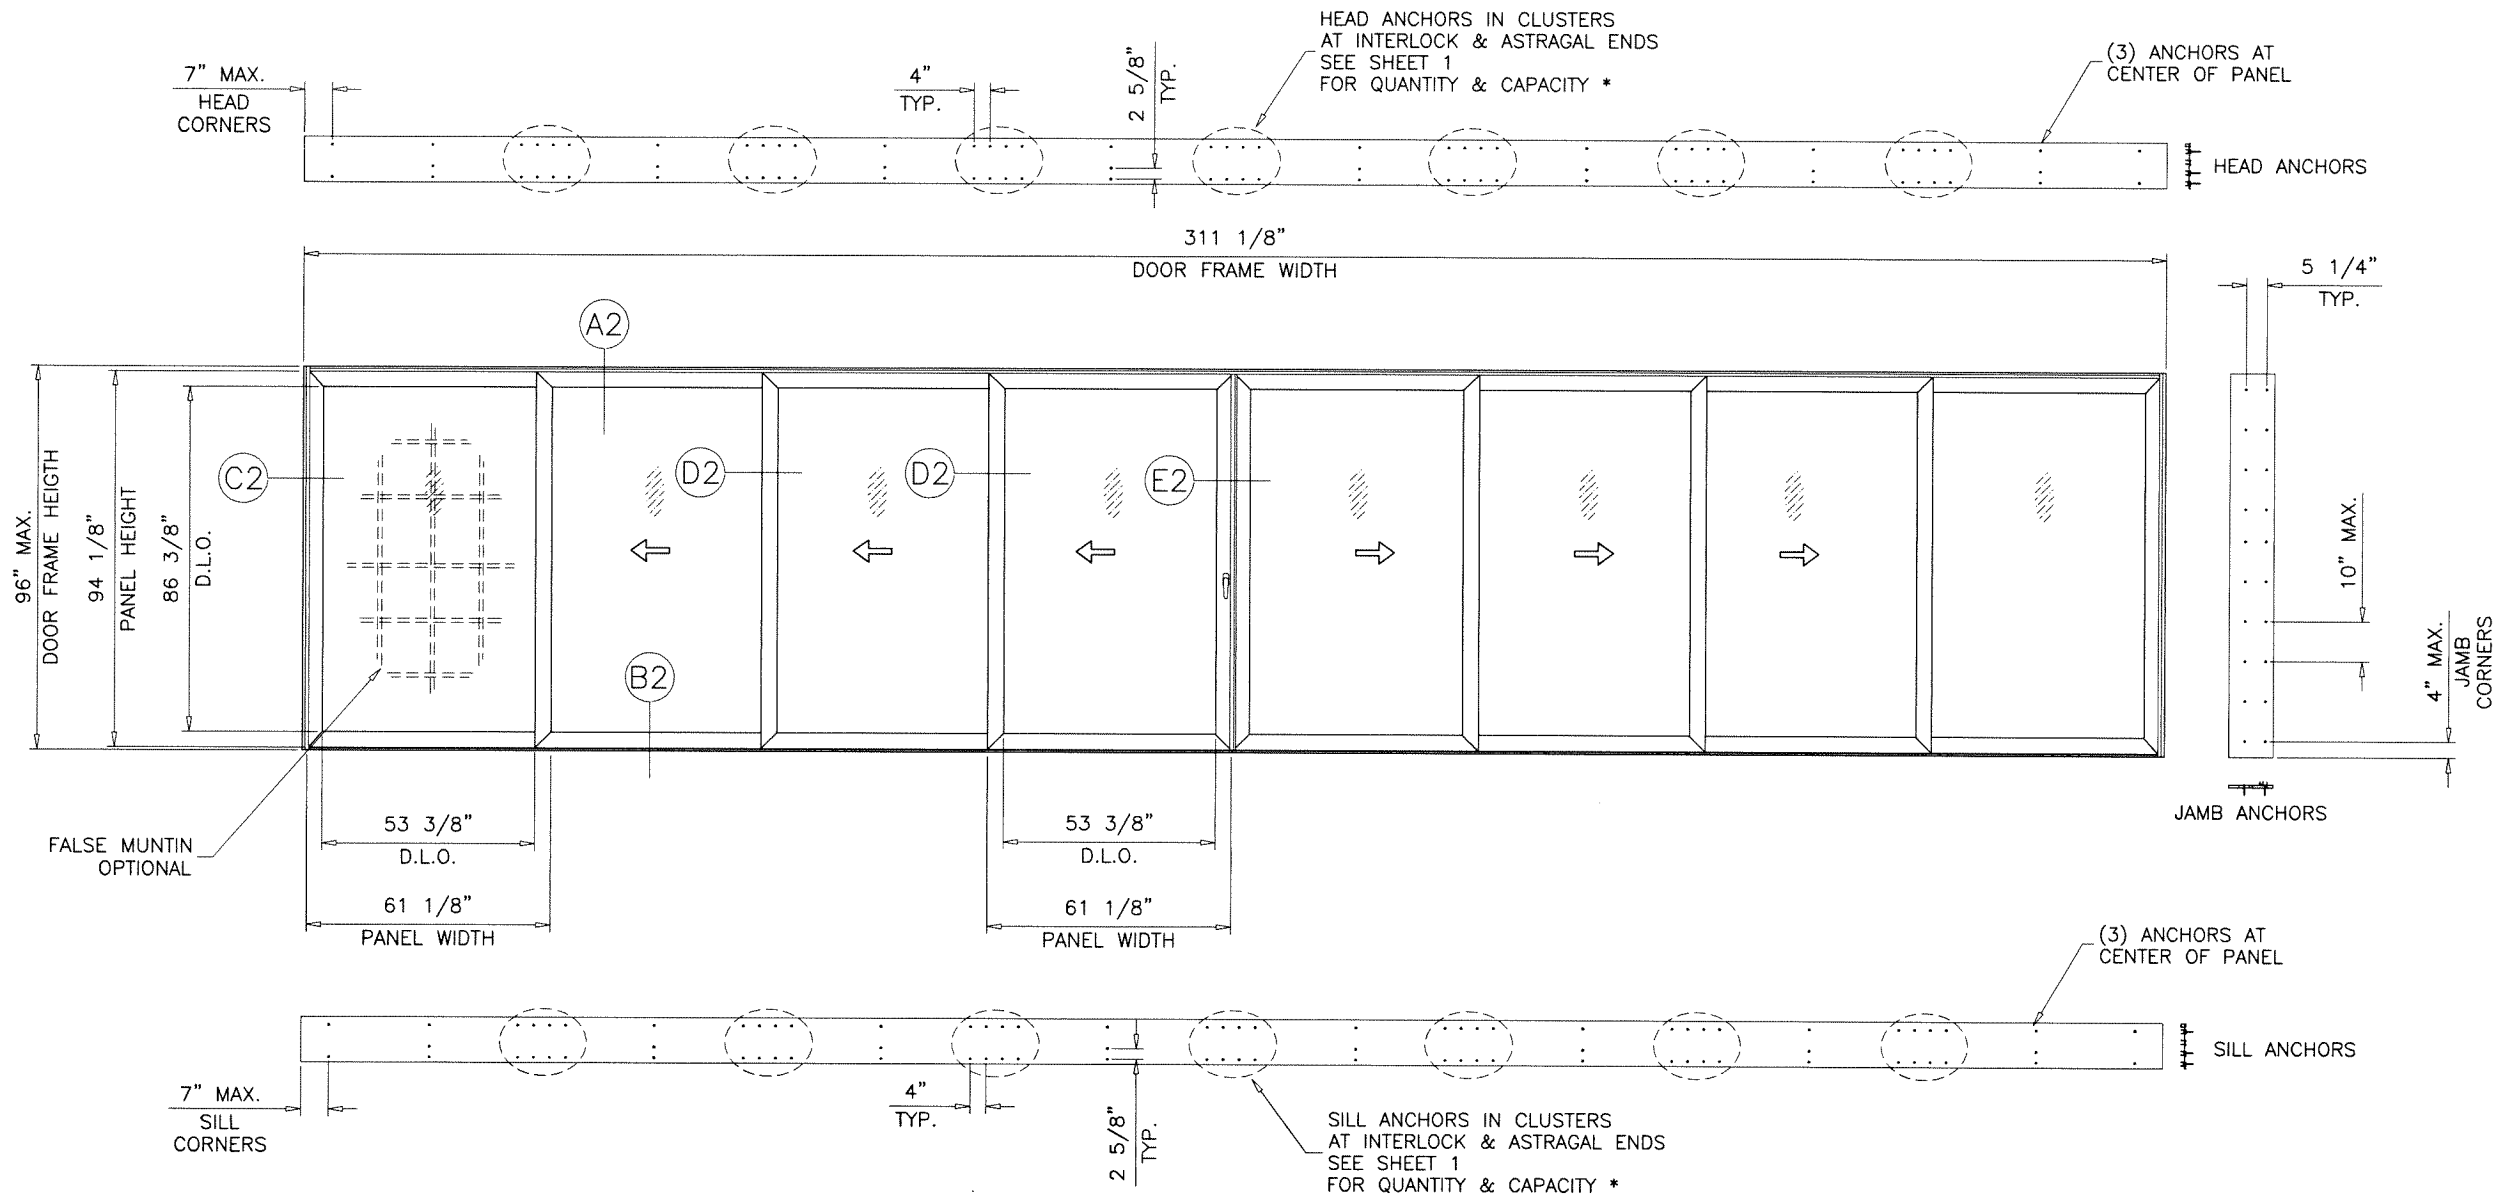 HEAD ANCHORS IN CLUSTERS
AT INTERLOCK & ASTRAGAL ENDS
SEE SHEET 1
FOR QUANTITY & CAPACITY *
(3) ANCHORS AT
CENTER OF PANEL
7" MAX.
HEAD
CORNERS
4"
TYP.
2 5/8"
TYP.
HEAD ANCHORS
311 1/8"
DOOR FRAME WIDTH
5 1/4"
TYP.
A2
C2
D2
D2
E2
B2
96" MAX.
DOOR FRAME HEIGTH
94 1/8"
PANEL HEIGHT
86 3/8"
D.L.O.
10" MAX.
4" MAX.
JAMB
CORNERS
JAMB ANCHORS
FALSE MUNTIN
OPTIONAL
53 3/8"
D.L.O.
53 3/8"
D.L.O.
61 1/8"
PANEL WIDTH
61 1/8"
PANEL WIDTH
(3) ANCHORS AT
CENTER OF PANEL
SILL ANCHORS
7" MAX.
SILL
CORNERS
4"
TYP.
2 5/8"
TYP.
SILL ANCHORS IN CLUSTERS
AT INTERLOCK & ASTRAGAL ENDS
SEE SHEET 1
FOR QUANTITY & CAPACITY *